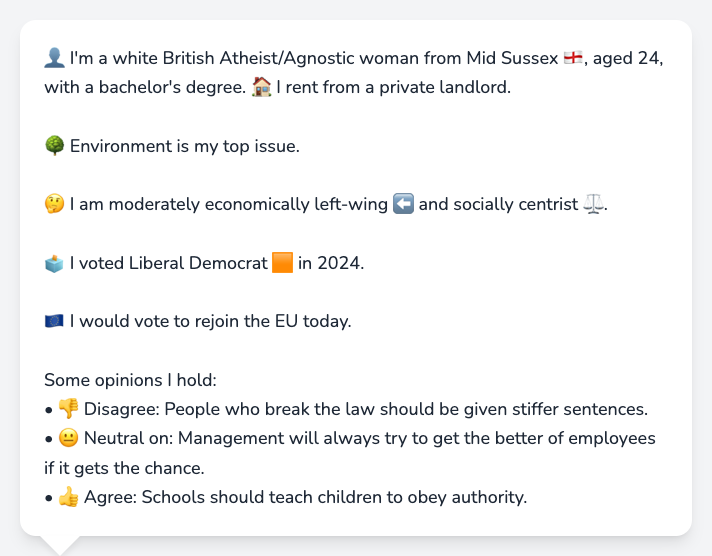 👤 I'm a white British Atheist/Agnostic woman from Mid Sussex 🏴󠁧󠁢󠁥󠁮󠁧󠁿, aged 24,
with a bachelor's degree. 🏠 I rent from a private landlord.
🌳 Environment is my top issue.
🤔 I am moderately economically left-wing ⬅️ and socially centrist ⚖️.
🗳️ I voted Liberal Democrat 🟧 in 2024.
🇪🇺 I would vote to rejoin the EU today.
Some opinions I hold:
• 👎 Disagree: People who break the law should be given stiffer sentences.
• 😐 Neutral on: Management will always try to get the better of employees
if it gets the chance.
• 👍 Agree: Schools should teach children to obey authority.